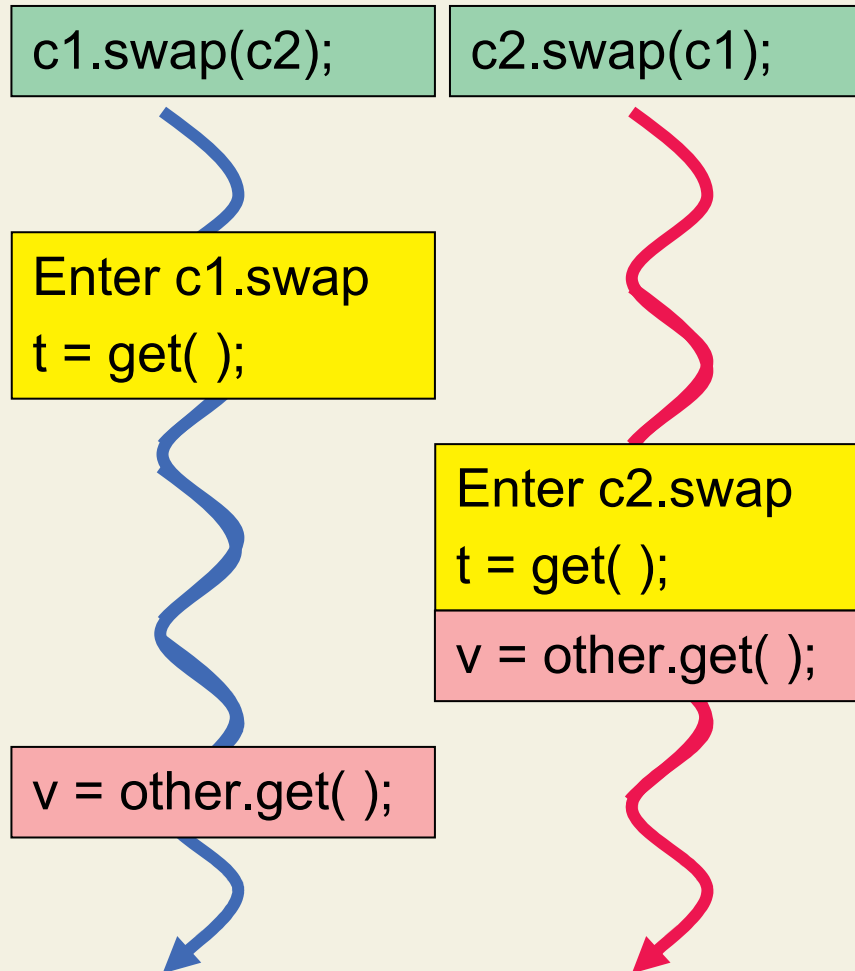 c1.swap(c2);
c2.swap(c1);
Enter c1.swap
t = get( );
Enter c2.swap
t = get( );
v = other.get( );
v = other.get( );